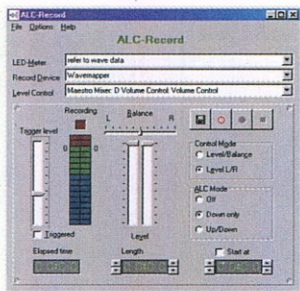 ALC-Record
File Options Help
ALC-Record
LED-Meter refer to wave data
Record Device Wavemapper
Level Control Maestro Mixer: D Volume Control: Volume Control
Recording Balance
L R
Trigger level
0 0
Control Mode
Level/Balance
Level L/R
ALC Mode
Off
Down only
Up/Down
Triggered
Level
Elapsed time Length Start at